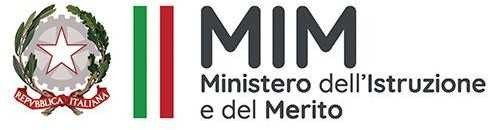 MIM
Ministero dell'Istruzione
e del Merito
REPVBBLICA ITALIANA